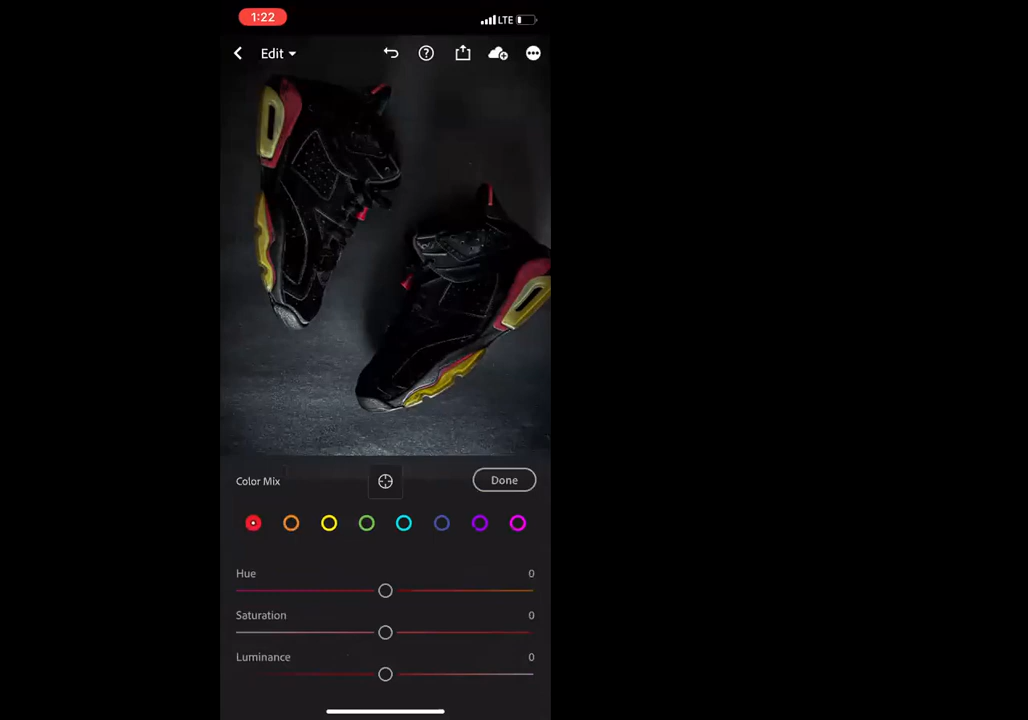 1:22
LTE
Edit
Color Mix
Done
Hue 0
Saturation 0
Luminance 0